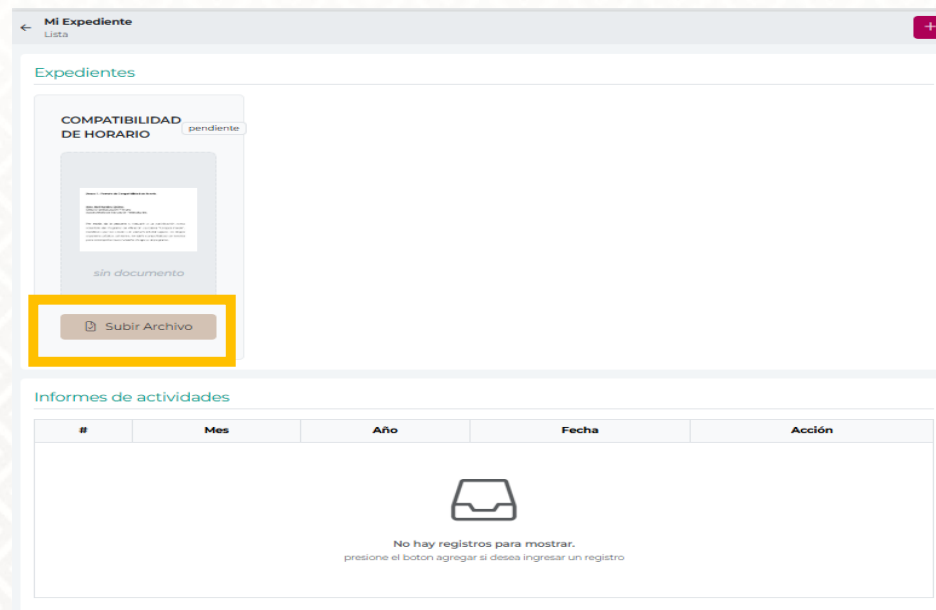 Mi Expediente
Lista
+
Expedientes
COMPATIBILIDAD
DE HORARIO
pendiente
sin documento
Subir Archivo
Informes de actividades
# Mes Año Fecha Acción
No hay registros para mostrar.
presione el boton agregar si desea ingresar un registro